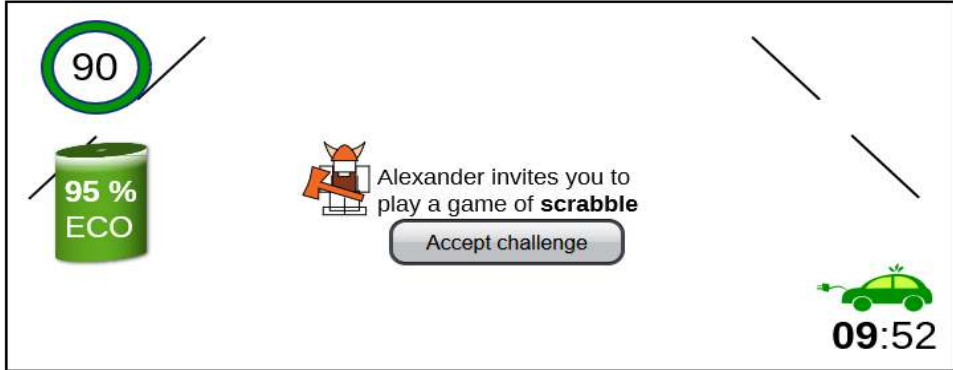 90
95 %
ECO
Alexander invites you to
play a game of scrabble
Accept challenge
09:52